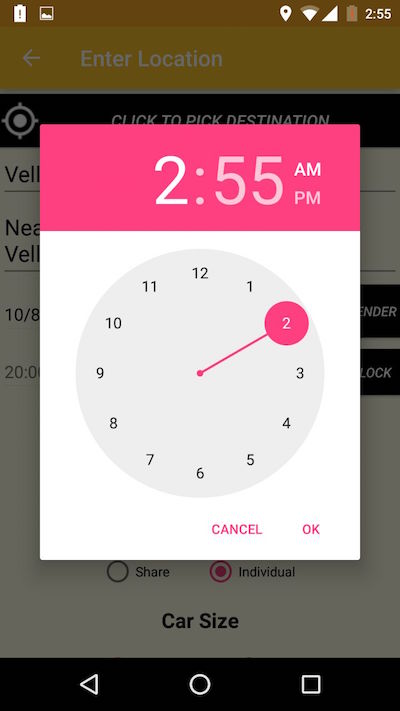 2:55
Enter Location
CLICK TO PICK DESTINATION
2:55
AM
PM
Vell
Nea
Vell
10/8
ENDER
20:00
LOCK
12
11
1
10
2
9
3
8
4
7
5
6
CANCEL
OK
Share
Individual
Car Size